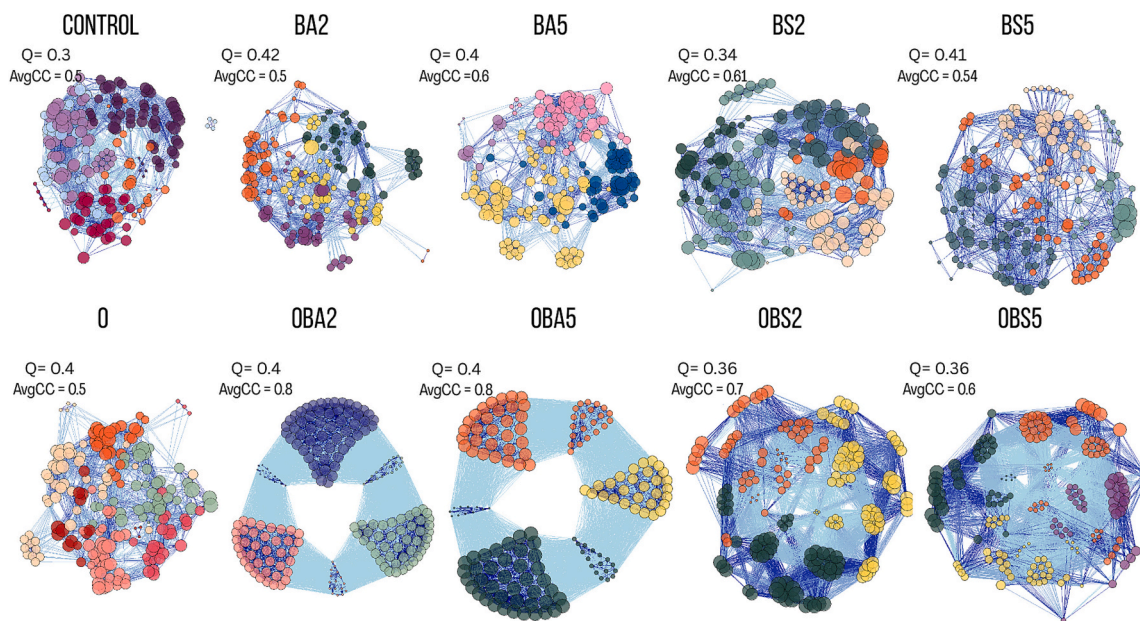 CONTROL
Q= 0.3
AvgCC = 0.5
BA2
Q= 0.42
AvgCC = 0.5
BA5
Q= 0.4
AvgCC = 0.6
BS2
Q= 0.34
AvgCC = 0.61
BS5
Q= 0.41
AvgCC = 0.54
O
Q= 0.4
AvgCC = 0.5
OBA2
Q= 0.4
AvgCC = 0.8
OBA5
Q= 0.4
AvgCC = 0.8
OBS2
Q= 0.36
AvgCC = 0.7
OBS5
Q= 0.36
AvgCC = 0.6